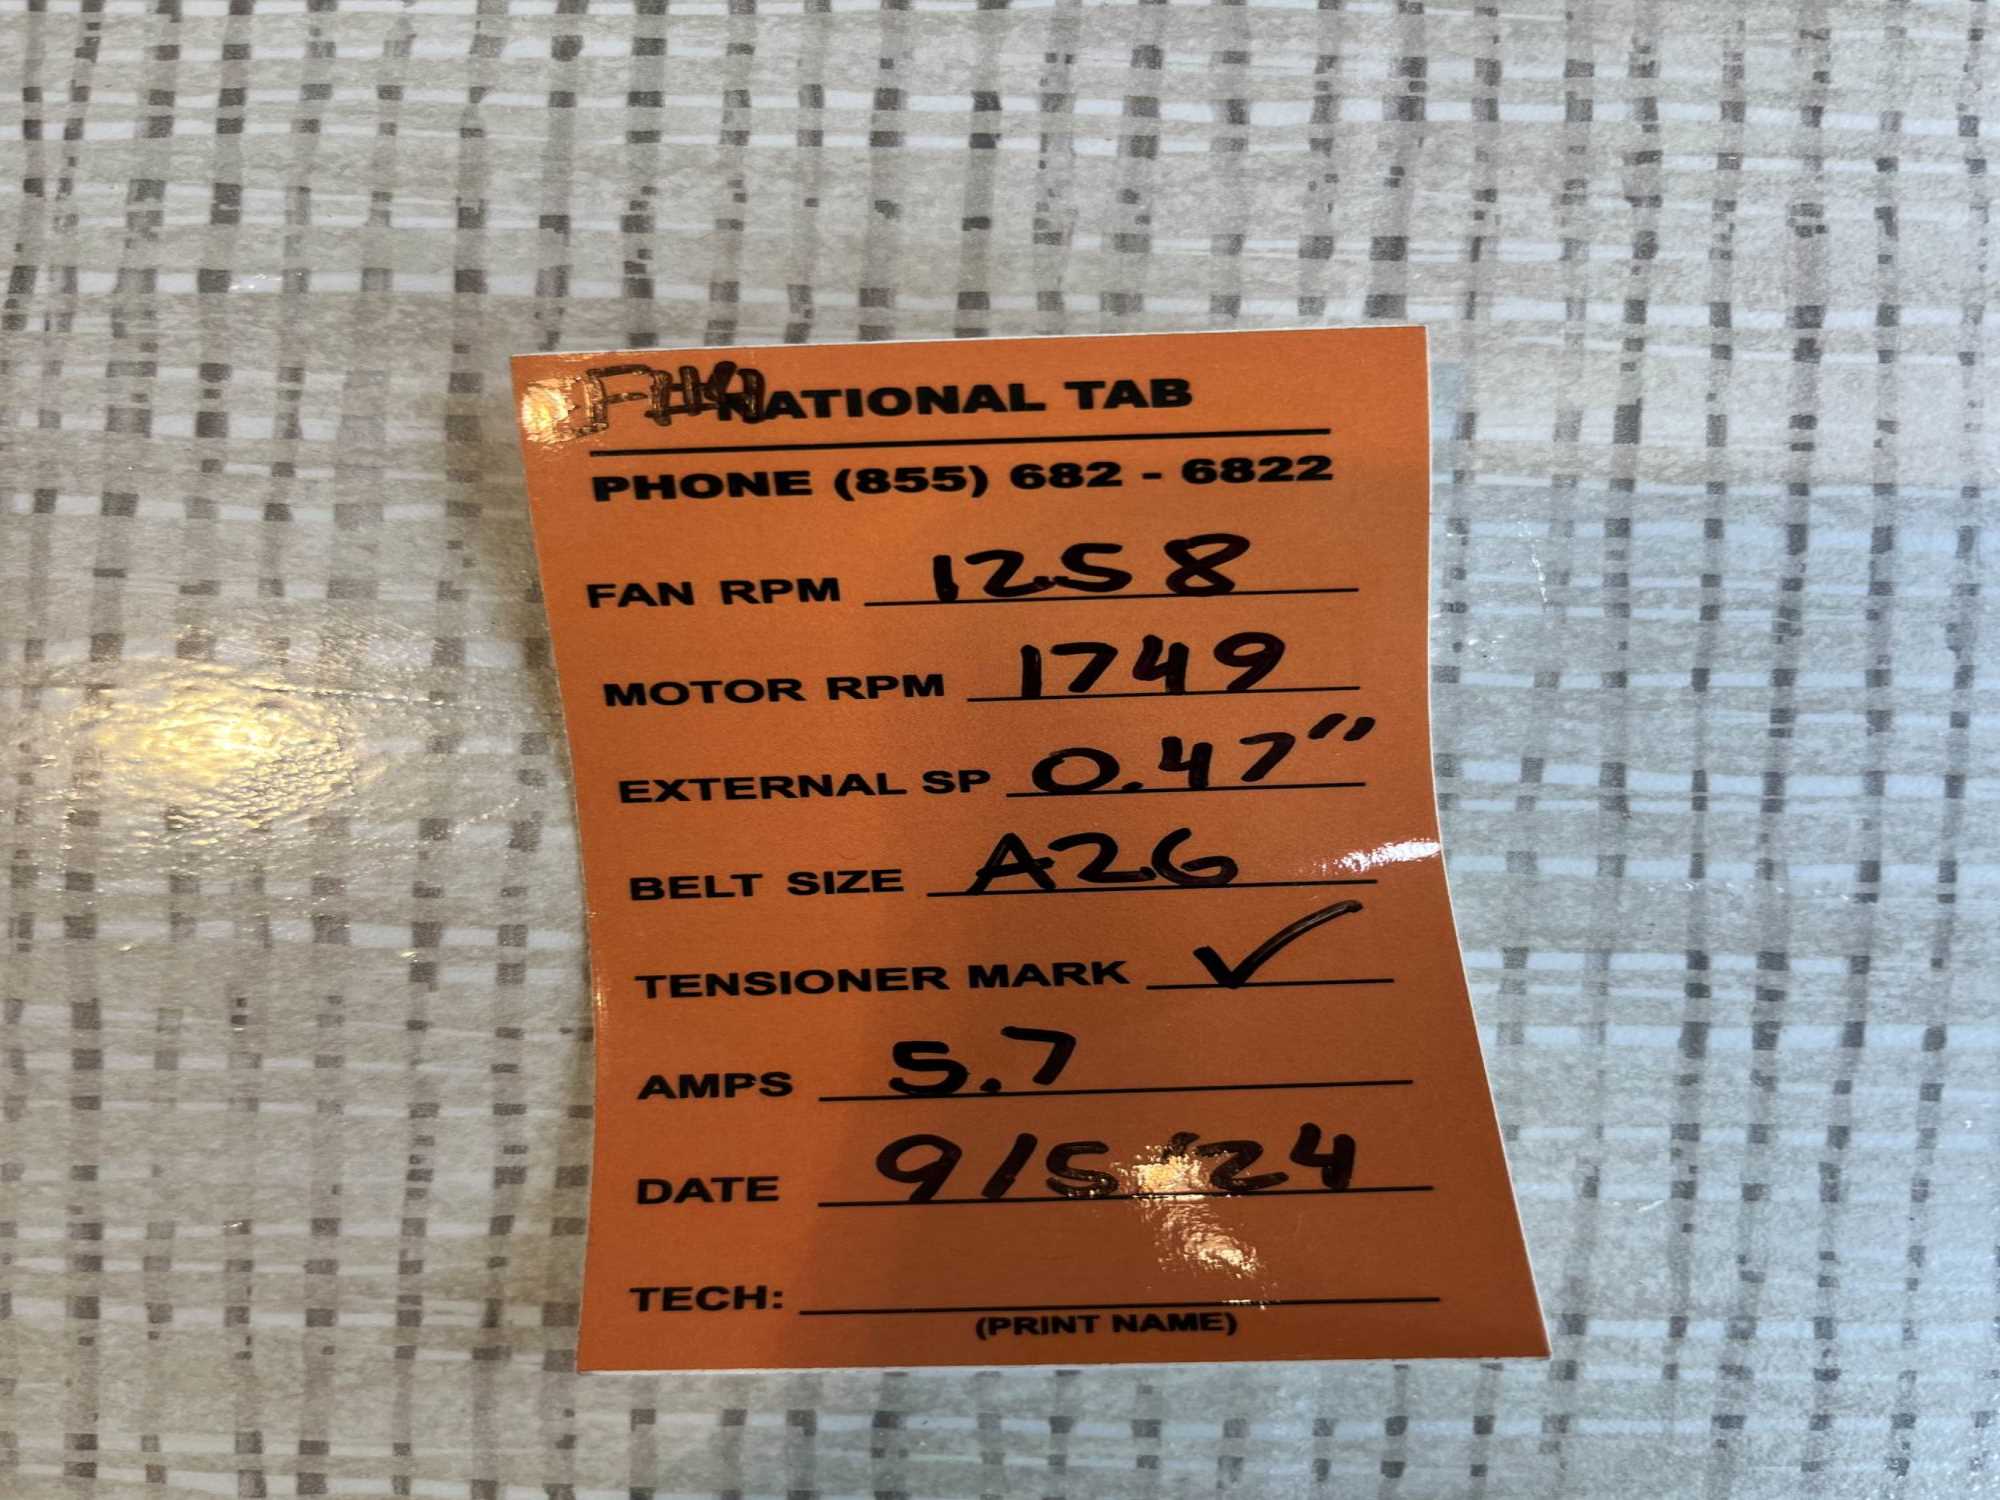 NATIONAL TAB
PHONE (855) 682 - 6822
FAN RPM 1258
MOTOR RPM 1749
EXTERNAL SP 0.47"
BELT SIZE A26
TENSIONER MARK ✓
AMPS 5.7
DATE 9/5/24
TECH:
(PRINT NAME)